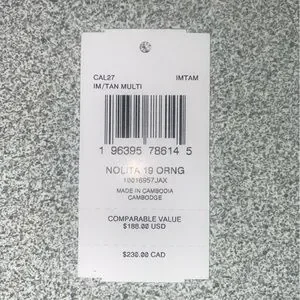 CAL27 IMTAM
IM/TAN MULTI
1 96395 78614 5
NOLITA 19 ORNG
10016957JAX
MADE IN CAMBODIA
CAMBODGE
COMPARABLE VALUE
$188.00 USD
$230.00 CAD